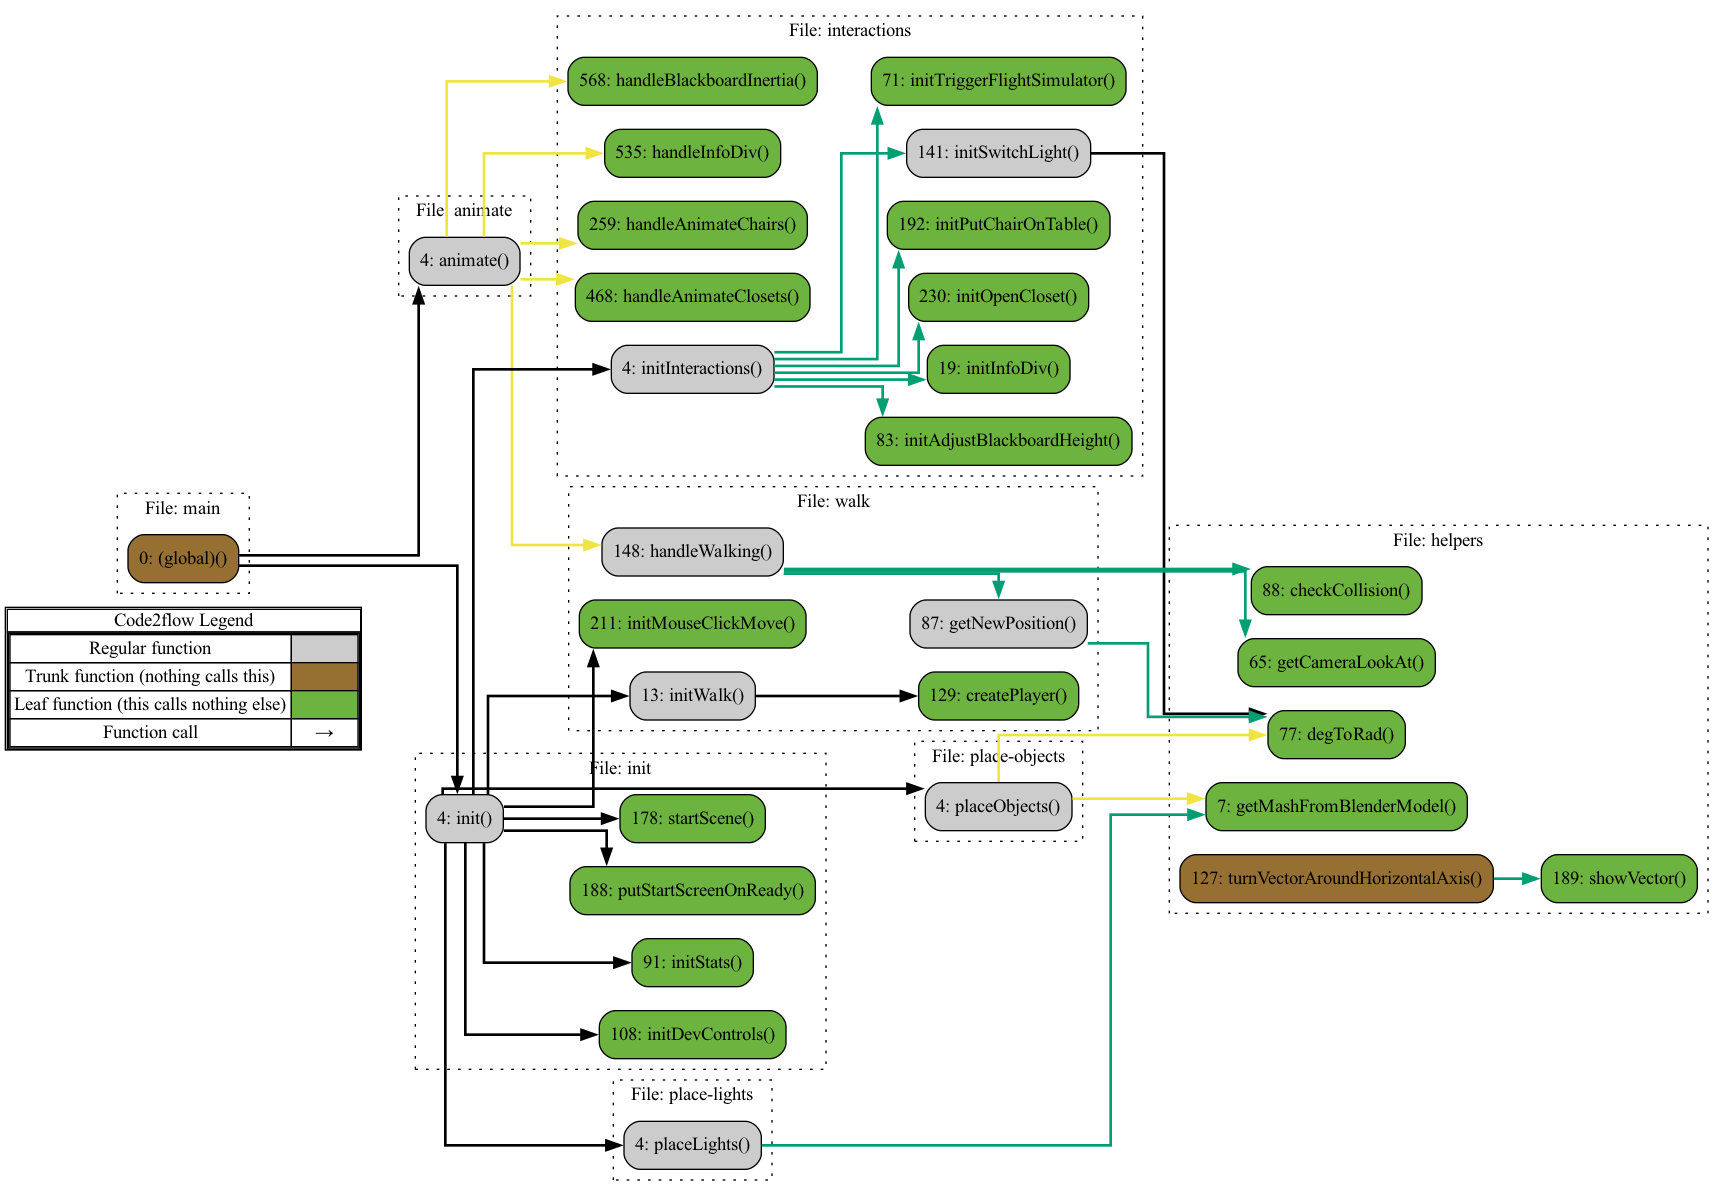 File: interactions
568: handleBlackboardInertia()
71: initTriggerFlightSimulator()
535: handleInfoDiv()
141: initSwitchLight()
File: animate
259: handleAnimateChairs()
192: initPutChairOnTable()
4: animate()
468: handleAnimateClosets()
230: initOpenCloset()
4: initInteractions()
19: initInfoDiv()
83: initAdjustBlackboardHeight()
File: main
0: (global)()
File: walk
148: handleWalking()
211: initMouseClickMove()
87: getNewPosition()
13: initWalk()
129: createPlayer()
File: helpers
88: checkCollision()
65: getCameraLookAt()
77: degToRad()
7: getMashFromBlenderModel()
127: turnVectorAroundHorizontalAxis()
189: showVector()
Code2flow Legend
Regular function
Trunk function (nothing calls this)
Leaf function (this calls nothing else)
Function call →
File: init
4: init()
178: startScene()
188: putStartScreenOnReady()
91: initStats()
108: initDevControls()
File: place-objects
4: placeObjects()
File: place-lights
4: placeLights()